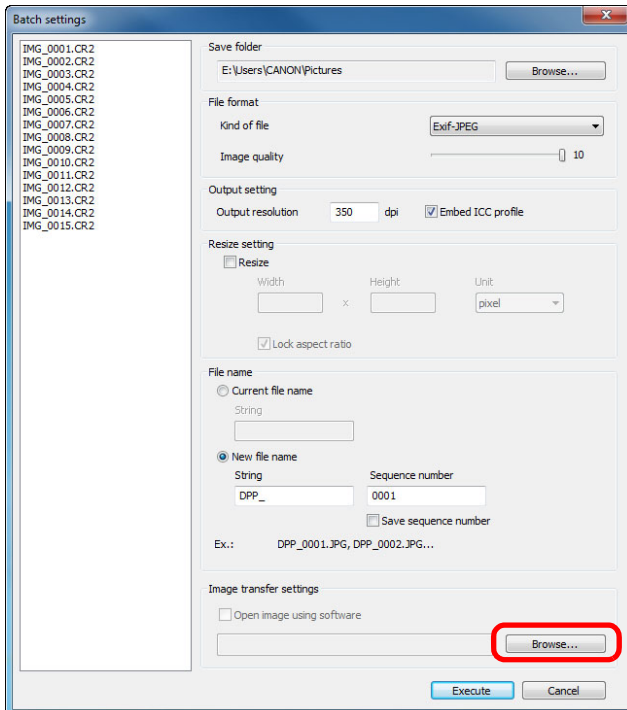 Batch settings
IMG_0001.CR2
IMG_0002.CR2
IMG_0003.CR2
IMG_0004.CR2
IMG_0005.CR2
IMG_0006.CR2
IMG_0007.CR2
IMG_0008.CR2
IMG_0009.CR2
IMG_0010.CR2
IMG_0011.CR2
IMG_0012.CR2
IMG_0013.CR2
IMG_0014.CR2
IMG_0015.CR2
Save folder
E:\Users\CANON\Pictures Browse...
File format
Kind of file Exif-JPEG
Image quality 10
Output setting
Output resolution 350 dpi Embed ICC profile
Resize setting
Resize
Width Height Unit
x pixel
Lock aspect ratio
File name
Current file name
String
New file name
String Sequence number
DPP_ 0001
Save sequence number
Ex.: DPP_0001.JPG, DPP_0002.JPG...
Image transfer settings
Open image using software
Browse...
Execute Cancel